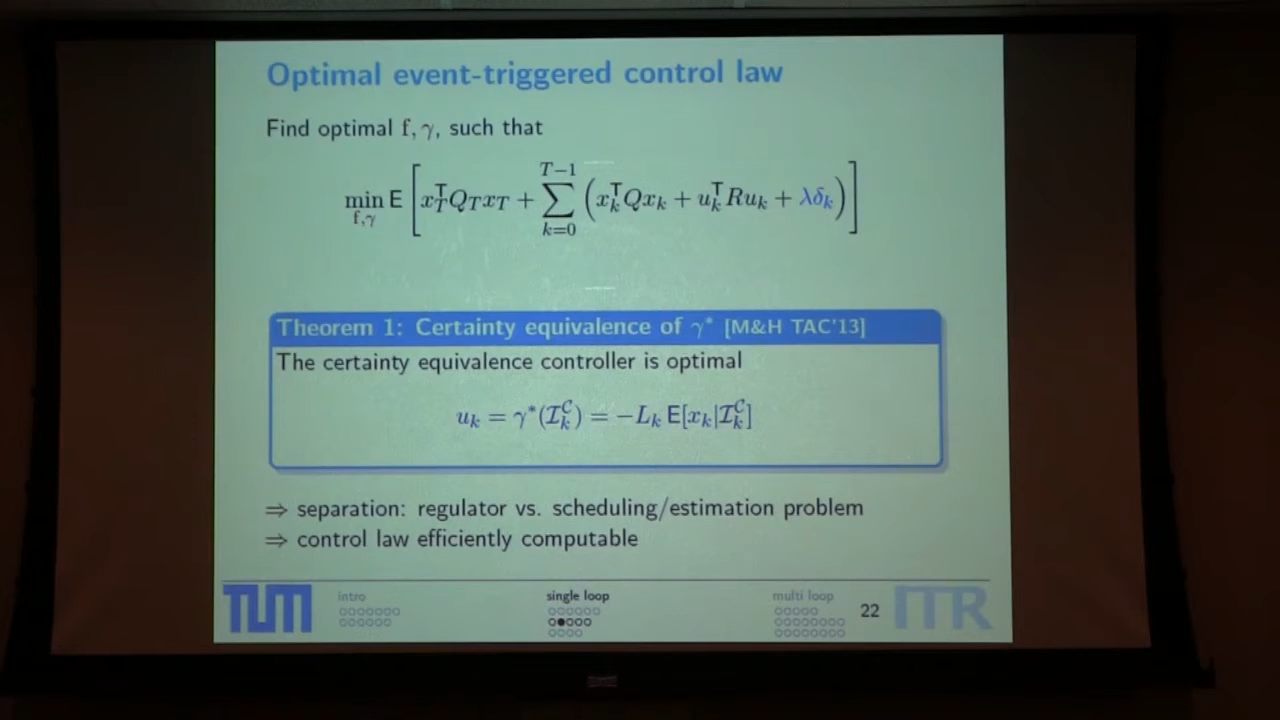 Optimal event-triggered control law
Find optimal f, γ, such that
min_{f,γ} E [ x_T^T Q_T x_T + ∑_{k=0}^{T−1} ( x_k^T Q x_k + u_k^T R u_k + λδ_k ) ]
Theorem 1: Certainty equivalence of γ* [M&H TAC'13]
The certainty equivalence controller is optimal
u_k = γ*(I_k^C) = −L_k E[x_k|I_k^C]
⇒ separation: regulator vs. scheduling/estimation problem
⇒ control law efficiently computable
TUM
intro
single loop
multi loop
22
ITR